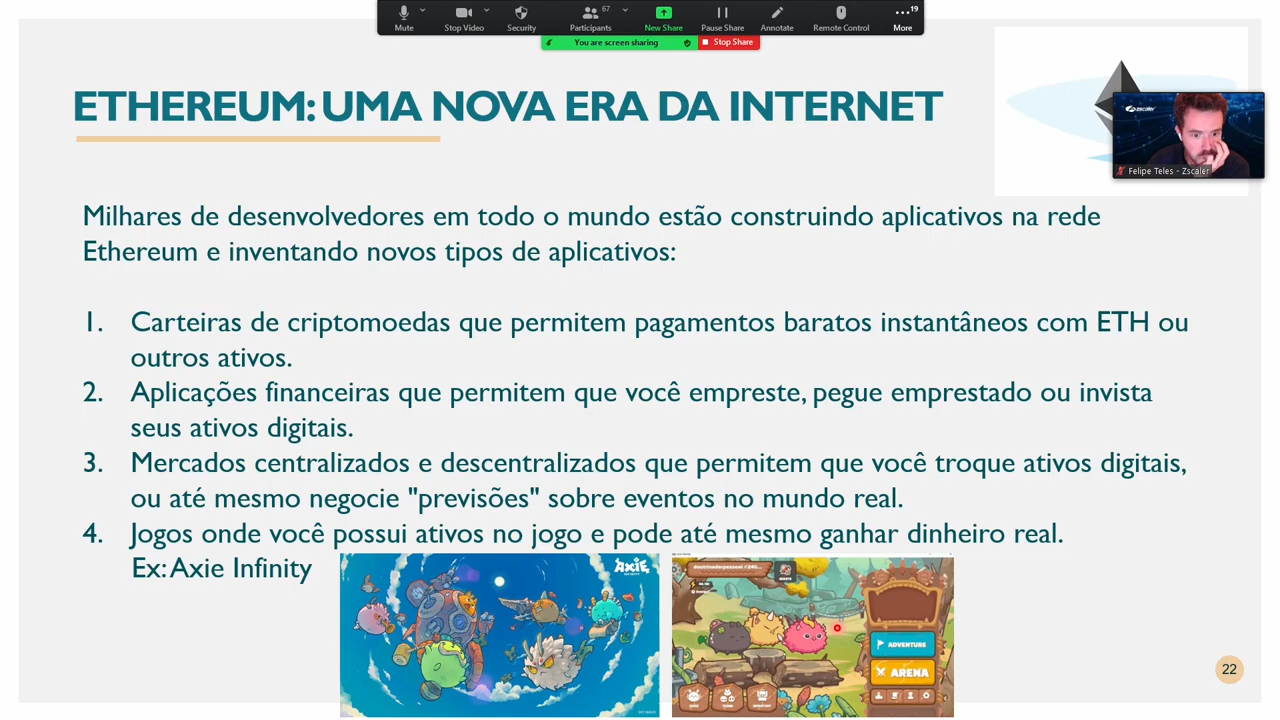 67
19
Mute
Stop Video
Security
Participants
New Share
Pause Share
Annotate
Remote Control
More
You are screen sharing
Stop Share
ETHEREUM: UMA NOVA ERA DA INTERNET
zscaler
Felipe Teles - Zscaler
Milhares de desenvolvedores em todo o mundo estão construindo aplicativos na rede
Ethereum e inventando novos tipos de aplicativos:
1. Carteiras de criptomoedas que permitem pagamentos baratos instantâneos com ETH ou
outros ativos.
2. Aplicações financeiras que permitem que você empreste, pegue emprestado ou invista
seus ativos digitais.
3. Mercados centralizados e descentralizados que permitem que você troque ativos digitais,
ou até mesmo negocie "previsões" sobre eventos no mundo real.
4. Jogos onde você possui ativos no jogo e pode até mesmo ganhar dinheiro real.
Ex: Axie Infinity
AXIE
INFINITY
ADVENTURE
ARENA
22